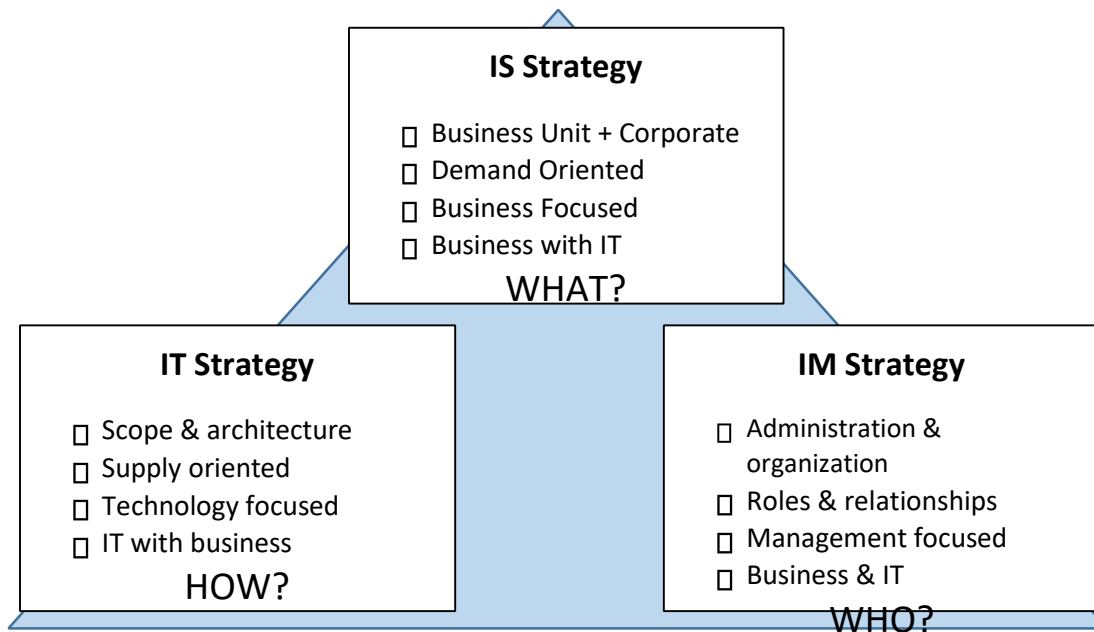 IS Strategy
▯ Business Unit + Corporate
▯ Demand Oriented
▯ Business Focused
▯ Business with IT
WHAT?
IT Strategy
▯ Scope & architecture
▯ Supply oriented
▯ Technology focused
▯ IT with business
HOW?
IM Strategy
▯ Administration &
organization
▯ Roles & relationships
▯ Management focused
▯ Business & IT
WHO?